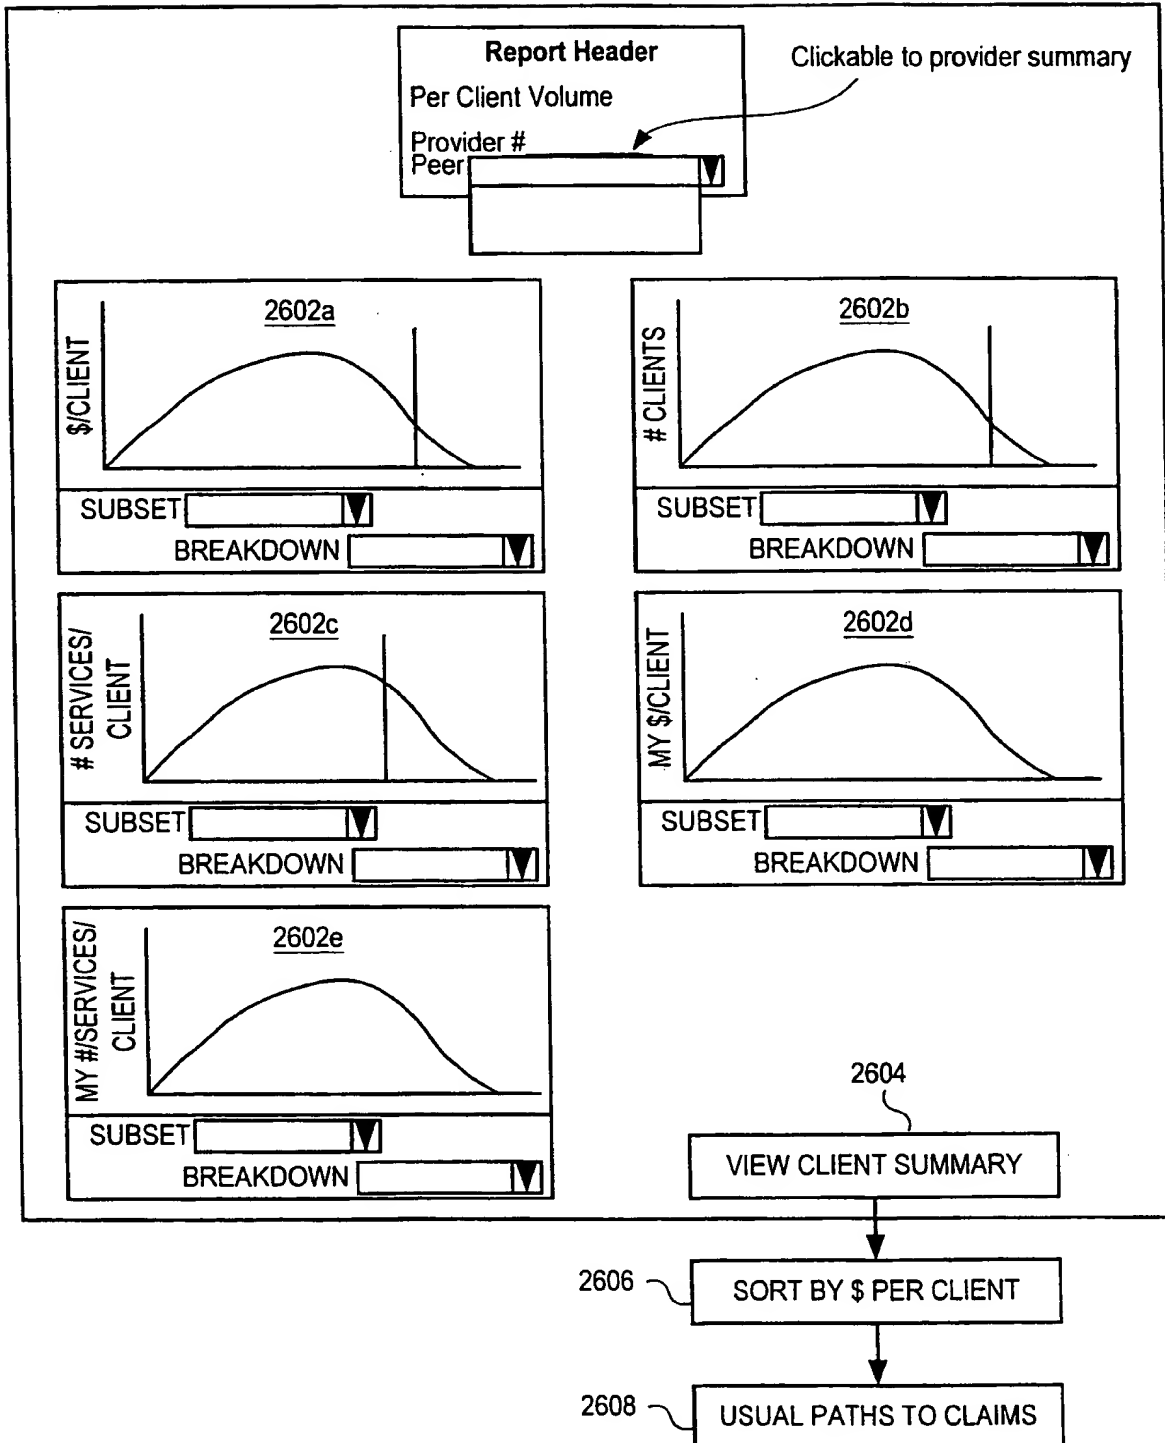 Report Header
Per Client Volume
Provider #
Peer
Clickable to provider summary
2602a
$/CLIENT
SUBSET
BREAKDOWN
2602b
# CLIENTS
SUBSET
BREAKDOWN
2602c
# SERVICES/
CLIENT
SUBSET
BREAKDOWN
2602d
MY $/CLIENT
SUBSET
BREAKDOWN
2602e
MY #/SERVICES/
CLIENT
SUBSET
BREAKDOWN
2604
VIEW CLIENT SUMMARY
2606
SORT BY $ PER CLIENT
2608
USUAL PATHS TO CLAIMS